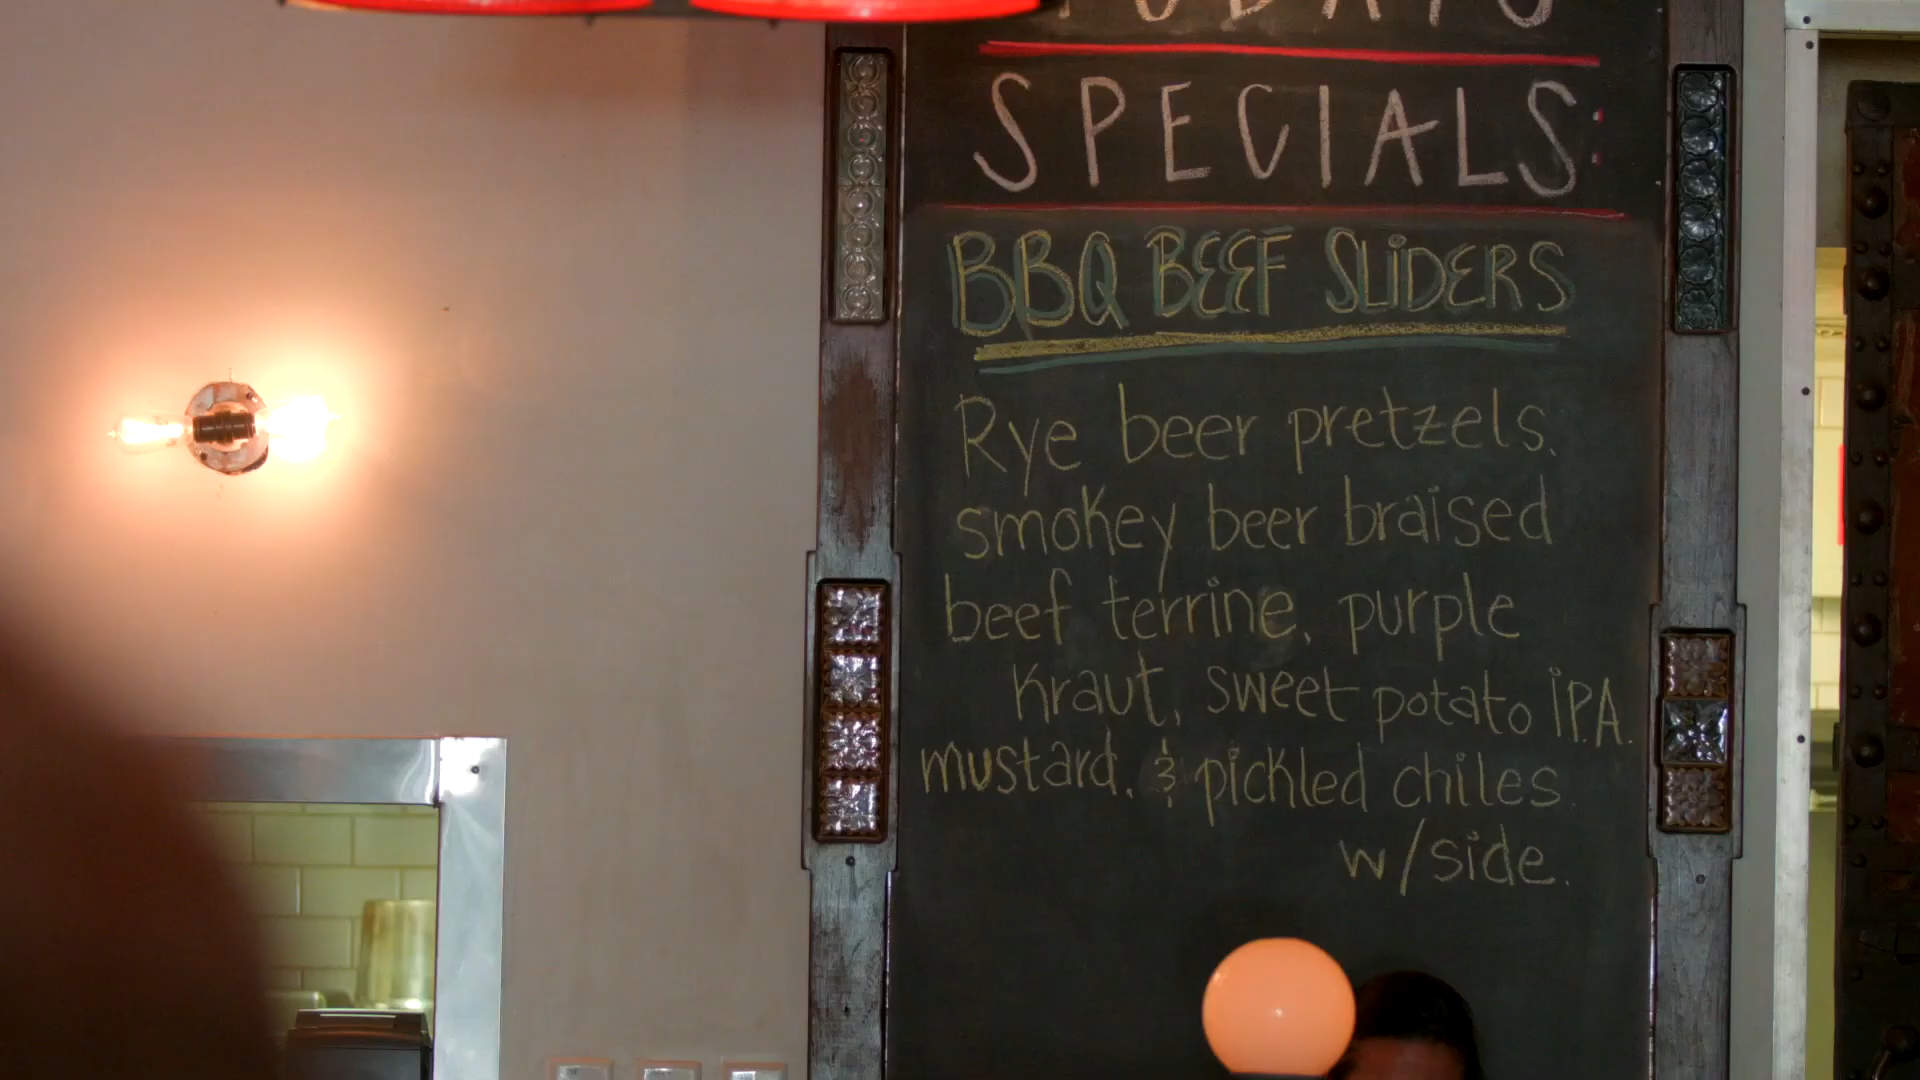 TODAYS
SPECIALS:
BBQ BEEF SLiDERS
Rye beer pretzels,
smokey beer braised
beef terrine, purple
kraut, sweet potato i.P.A.
mustard, & pickled chiles
w/side.